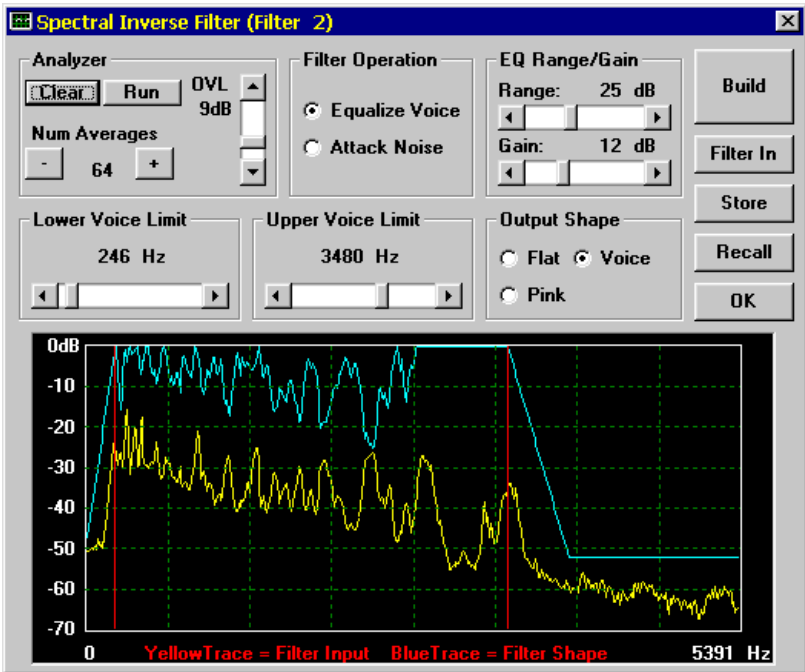 Spectral Inverse Filter (Filter 2)
Analyzer
Clear Run
OVL
9dB
Num Averages
- 64 +
Filter Operation
Equalize Voice
Attack Noise
EQ Range/Gain
Range: 25 dB
Gain: 12 dB
Build
Filter In
Store
Recall
OK
Lower Voice Limit
246 Hz
Upper Voice Limit
3480 Hz
Output Shape
Flat Voice
Pink
0dB
-10
-20
-30
-40
-50
-60
-70
0 YellowTrace = Filter Input BlueTrace = Filter Shape 5391 Hz